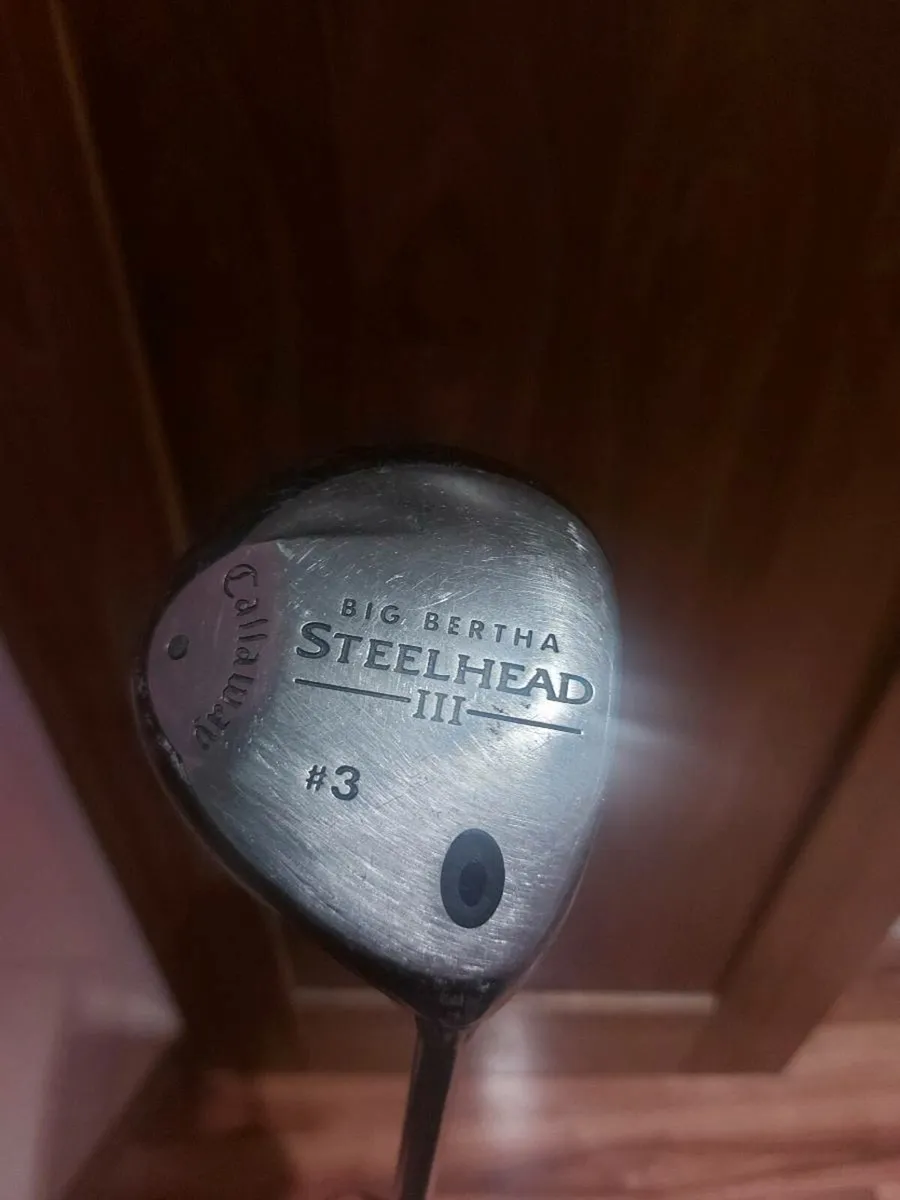 Callaway
BIG BERTHA
STEELHEAD
III
#3